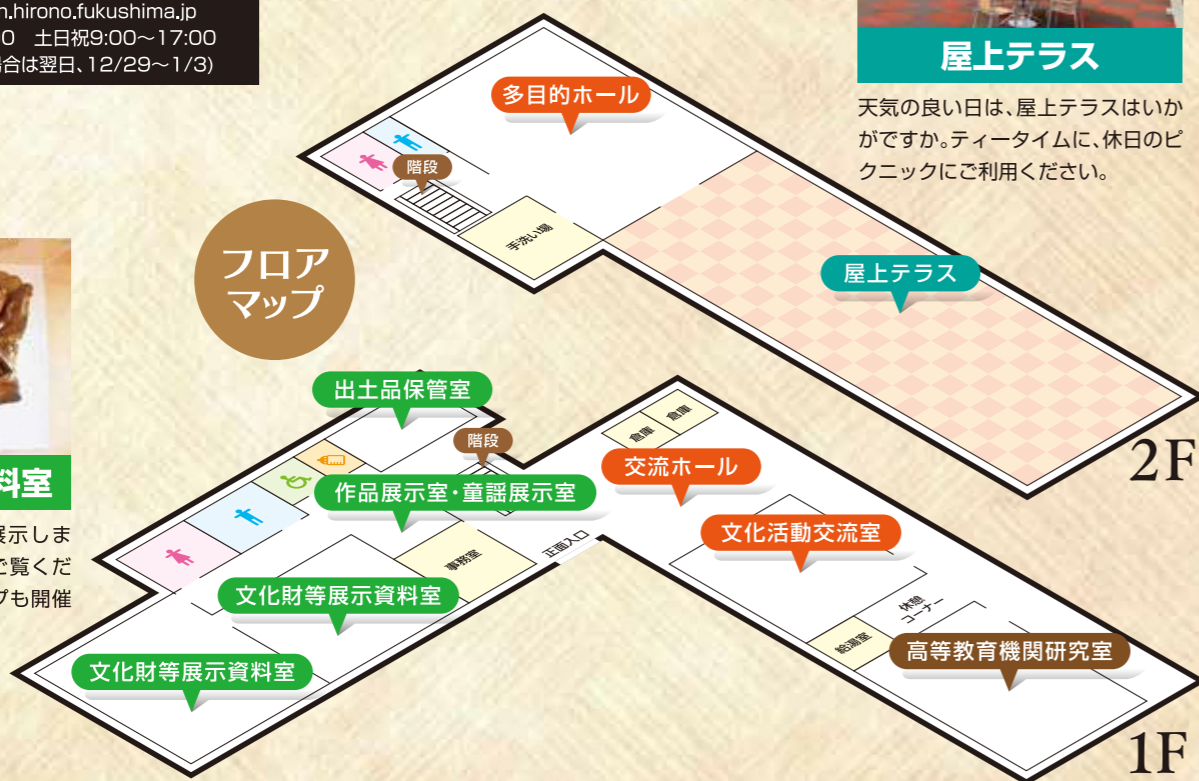 n.hirono.fukushima.jp
0　土日祝9:00～17:00
場合は翌日、12/29～1/3)
屋上テラス
天気の良い日は、屋上テラスはいか
がですか。ティータイムに、休日のピ
クニックにご利用ください。
多目的ホール
階段
手洗い場
屋上テラス
2F
フロア
マップ
料室
展示しま
ご覧くだ
プも開催
出土品保管室
階段
倉庫
倉庫
作品展示室・童謡展示室
交流ホール
文化活動交流室
正面入口
事務室
文化財等展示資料室
休憩
コーナー
給湯室
高等教育機関研究室
文化財等展示資料室
1F